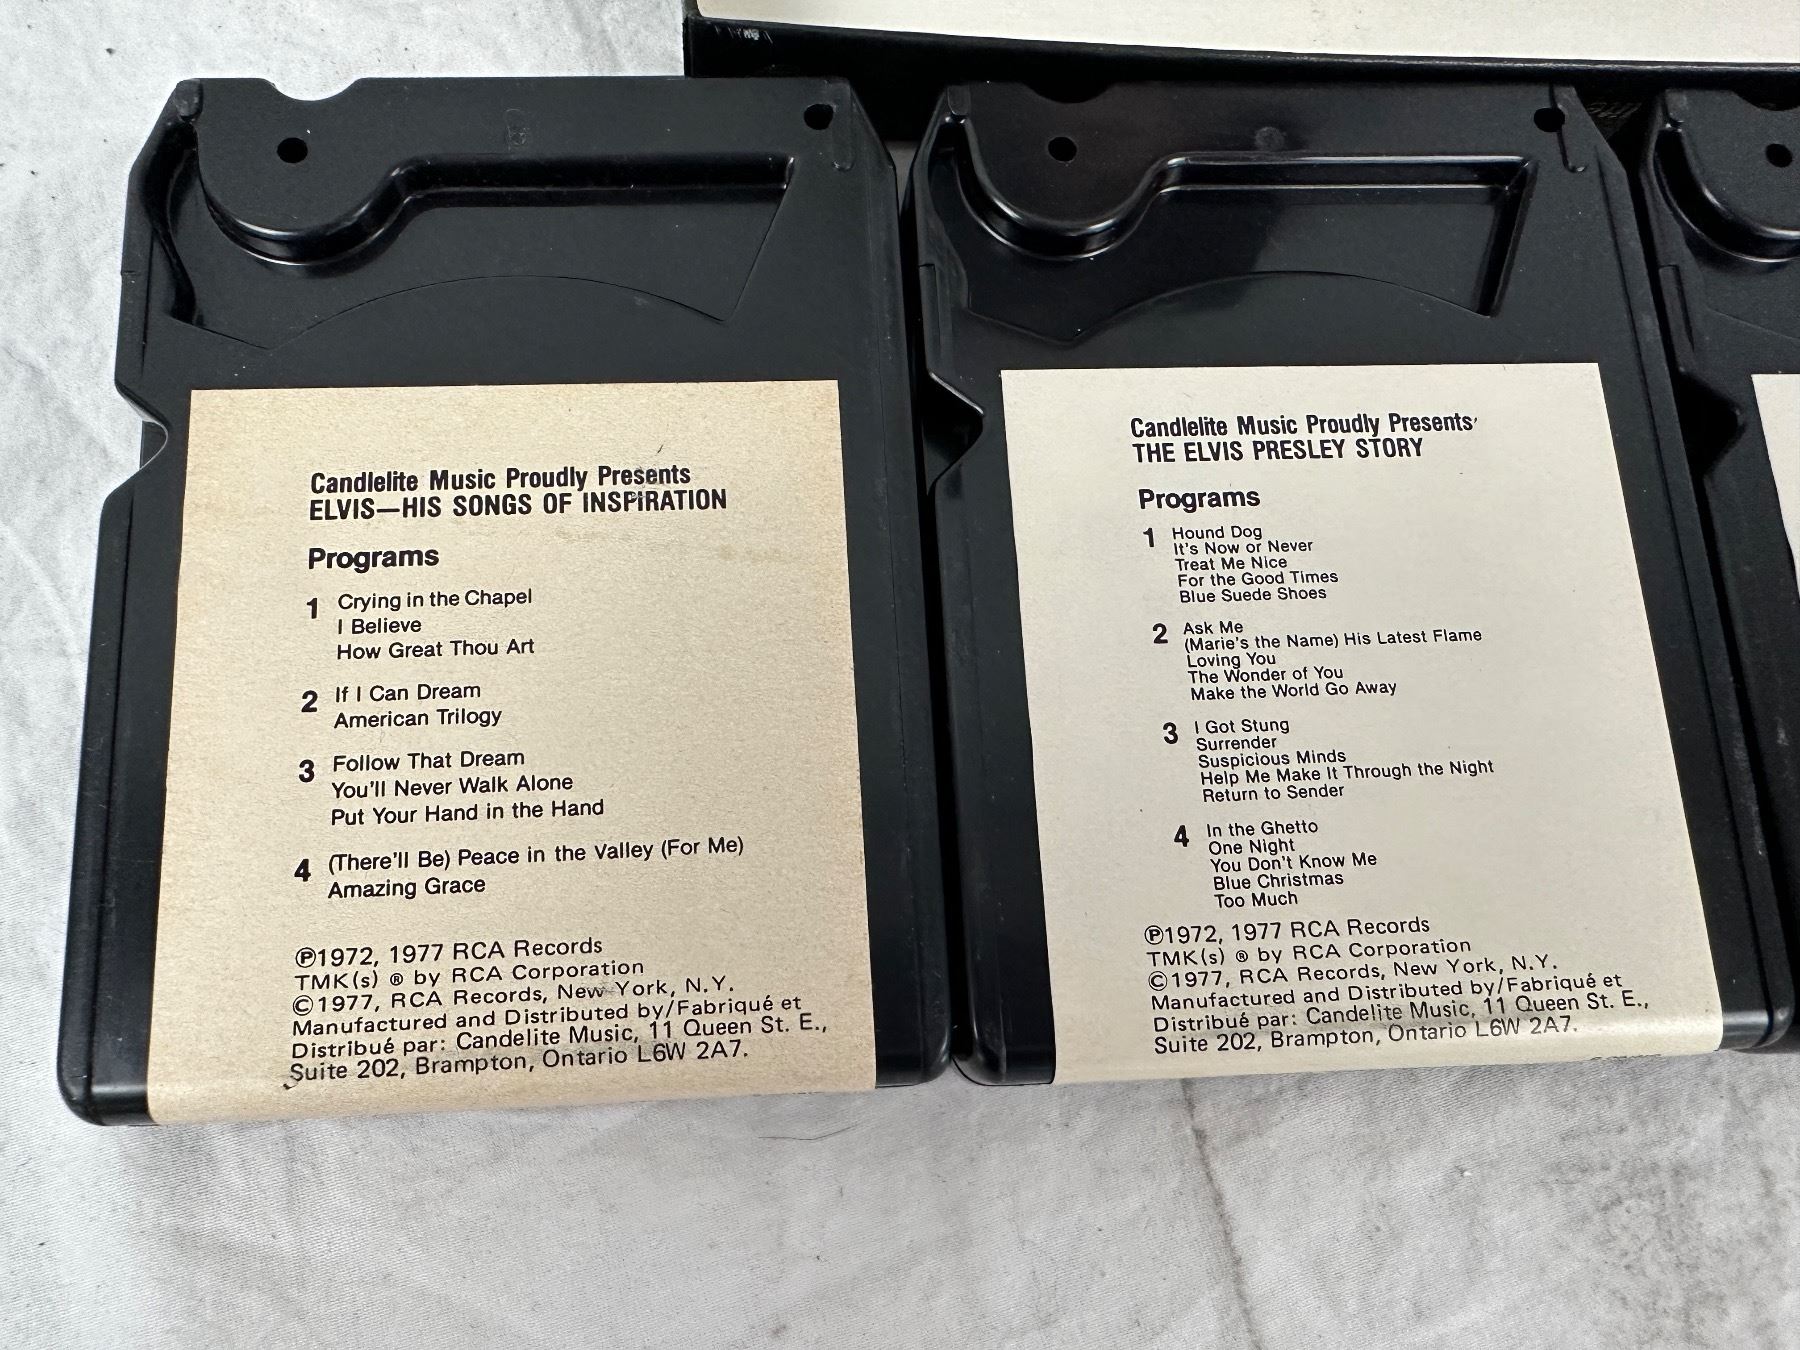 Candlelite Music Proudly Presents
ELVIS—HIS SONGS OF INSPIRATION
Programs
1 Crying in the Chapel
I Believe
How Great Thou Art
2 If I Can Dream
American Trilogy
3 Follow That Dream
You'll Never Walk Alone
Put Your Hand in the Hand
4 (There'll Be) Peace in the Valley (For Me)
Amazing Grace
Ⓟ1972, 1977 RCA Records
TMK(s) ® by RCA Corporation
©1977, RCA Records, New York, N.Y.
Manufactured and Distributed by/Fabriqué et
Distribué par: Candelite Music, 11 Queen St. E.,
Suite 202, Brampton, Ontario L6W 2A7.
Candlelite Music Proudly Presents
THE ELVIS PRESLEY STORY
Programs
1 Hound Dog
It's Now or Never
Treat Me Nice
For the Good Times
Blue Suede Shoes
2 Ask Me
(Marie's the Name) His Latest Flame
Loving You
The Wonder of You
Make the World Go Away
3 I Got Stung
Surrender
Suspicious Minds
Help Me Make It Through the Night
Return to Sender
4 In the Ghetto
One Night
You Don't Know Me
Blue Christmas
Too Much
Ⓟ1972, 1977 RCA Records
TMK(s) ® by RCA Corporation
©1977, RCA Records, New York, N.Y.
Manufactured and Distributed by/Fabriqué et
Distribué par: Candelite Music, 11 Queen St. E.,
Suite 202, Brampton, Ontario L6W 2A7.